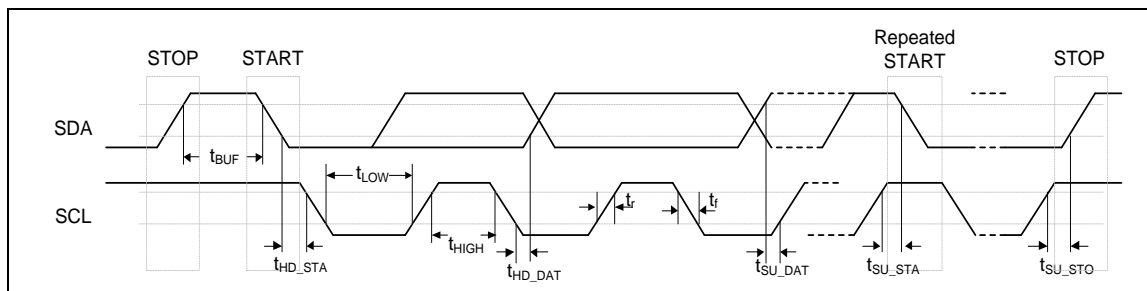 STOP
START
Repeated
START
STOP
SDA
tBUF
tLOW
SCL
tr
tf
tHD_STA
tHIGH
tHD_DAT
tSU_DAT
tSU_STA
tSU_STO